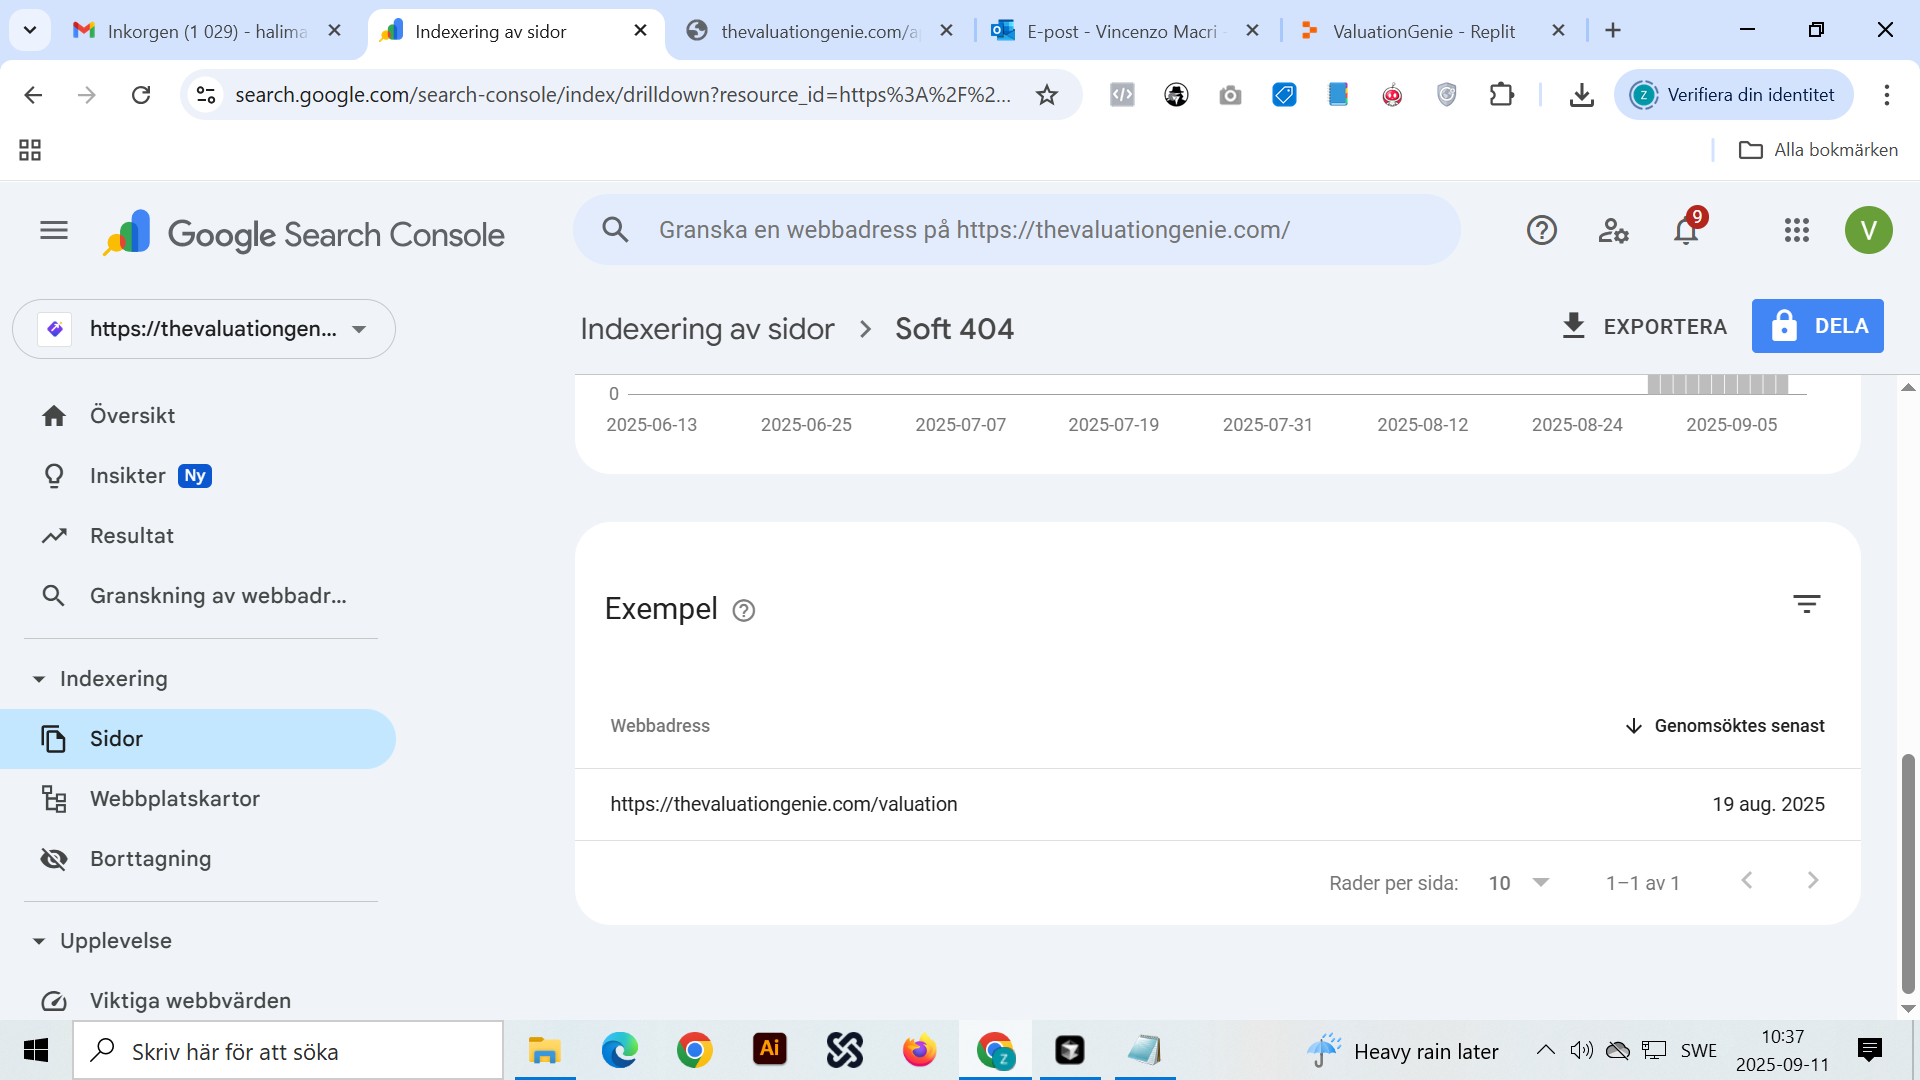 Inkorgen (1 029) - halima
Indexering av sidor
thevaluationgenie.com/ap
E-post - Vincenzo Macri -
ValuationGenie - Replit
search.google.com/search-console/index/drilldown?resource_id=https%3A%2F%2...
Verifiera din identitet
Alla bokmärken
Google Search Console
Granska en webbadress på https://thevaluationgenie.com/
9
V
https://thevaluationgen...
Indexering av sidor > Soft 404
EXPORTERA
DELA
Översikt
Insikter Ny
Resultat
Granskning av webbadr...
Indexering
Sidor
Webbplatskartor
Borttagning
Upplevelse
Viktiga webbvärden
0
2025-06-13 2025-06-25 2025-07-07 2025-07-19 2025-07-31 2025-08-12 2025-08-24 2025-09-05
Exempel
Webbadress Genomsöktes senast
https://thevaluationgenie.com/valuation 19 aug. 2025
Rader per sida: 10 1–1 av 1
Skriv här för att söka
Ai
Z
Heavy rain later
SWE
10:37
2025-09-11